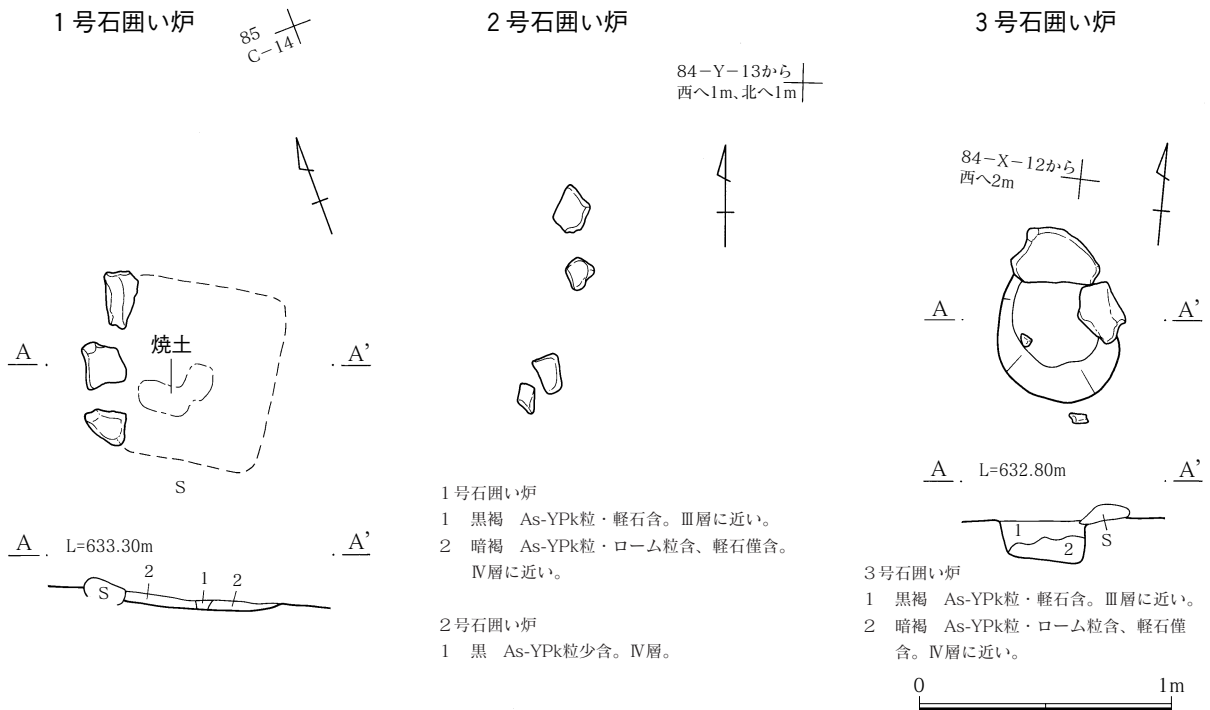 1号石囲い炉
85
C-14
A
A'
焼土
S
A
L=633.30m
A'
S
2
1
2
2号石囲い炉
84-Y-13から
西へ1m、北へ1m
1号石囲い炉
1 黒褐 As-YPk粒・軽石含。Ⅲ層に近い。
2 暗褐 As-YPk粒・ローム粒含、軽石僅含。
Ⅳ層に近い。
2号石囲い炉
1 黒 As-YPk粒少含。Ⅳ層。
3号石囲い炉
84-X-12から
西へ2m
A
A'
A
L=632.80m
A'
1
2
S
3号石囲い炉
1 黒褐 As-YPk粒・軽石含。Ⅲ層に近い。
2 暗褐 As-YPk粒・ローム粒含、軽石僅
含。Ⅳ層に近い。
0
1m